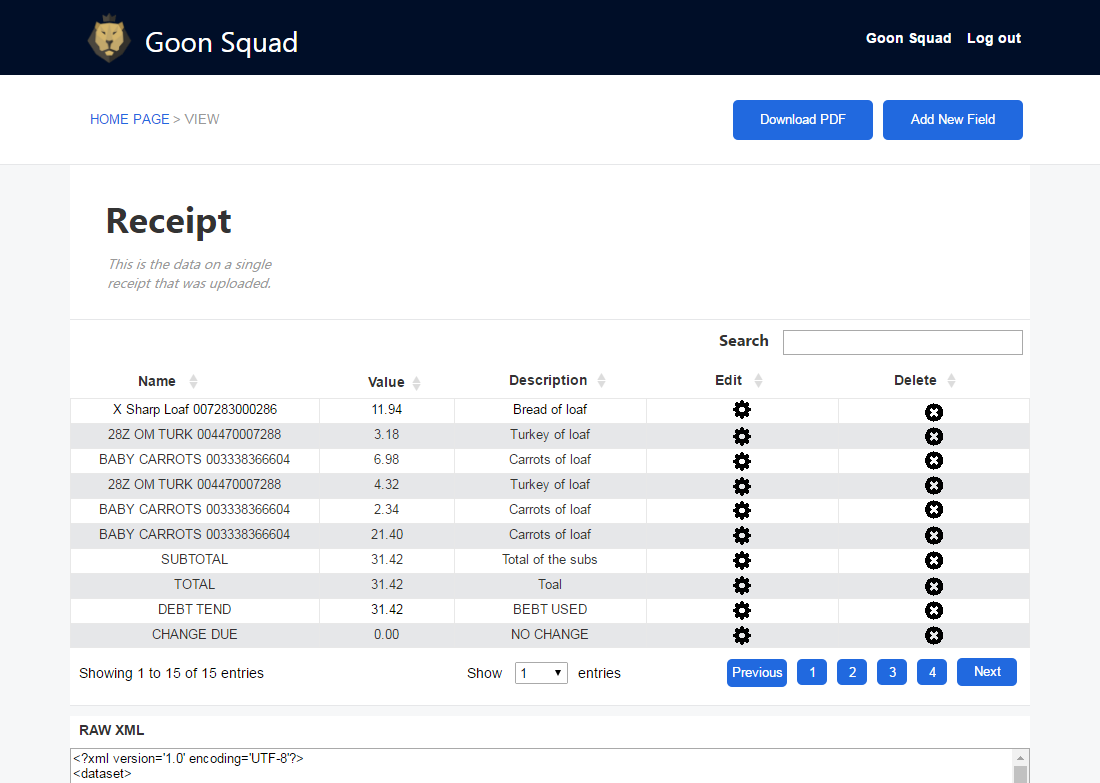 Goon Squad
Goon Squad Log out
HOME PAGE > VIEW
Download PDF Add New Field
Receipt
This is the data on a single
receipt that was uploaded.
Search
Name Value Description Edit Delete
X Sharp Loaf 007283000286 11.94 Bread of loaf
28Z OM TURK 004470007288 3.18 Turkey of loaf
BABY CARROTS 003338366604 6.98 Carrots of loaf
28Z OM TURK 004470007288 4.32 Turkey of loaf
BABY CARROTS 003338366604 2.34 Carrots of loaf
BABY CARROTS 003338366604 21.40 Carrots of loaf
SUBTOTAL 31.42 Total of the subs
TOTAL 31.42 Toal
DEBT TEND 31.42 BEBT USED
CHANGE DUE 0.00 NO CHANGE
Showing 1 to 15 of 15 entries Show 1 entries Previous 1 2 3 4 Next
RAW XML
<?xml version='1.0' encoding='UTF-8'?>
<dataset>